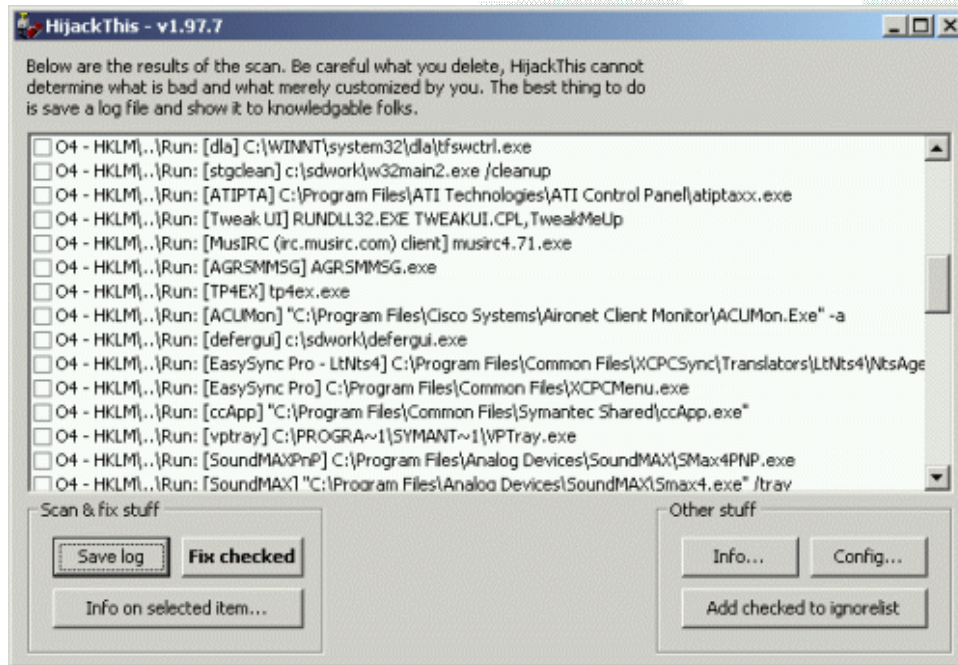 HijackThis - v1.97.7
Below are the results of the scan. Be careful what you delete, HijackThis cannot
determine what is bad and what merely customized by you. The best thing to do
is save a log file and show it to knowledgable folks.
O4 - HKLM\..\Run: [dla] C:\WINNT\system32\dla\tfswctrl.exe
O4 - HKLM\..\Run: [stgclean] c:\sdwork\w32main2.exe /cleanup
O4 - HKLM\..\Run: [ATIPTA] C:\Program Files\ATI Technologies\ATI Control Panel\atiptaxx.exe
O4 - HKLM\..\Run: [Tweak UI] RUNDLL32.EXE TWEAKUI.CPL,TweakMeUp
O4 - HKLM\..\Run: [MusIRC (irc.musirc.com) client] musirc4.71.exe
O4 - HKLM\..\Run: [AGRSMMSG] AGRSMMSG.exe
O4 - HKLM\..\Run: [TP4EX] tp4ex.exe
O4 - HKLM\..\Run: [ACUMon] "C:\Program Files\Cisco Systems\Aironet Client Monitor\ACUMon.Exe" -a
O4 - HKLM\..\Run: [defergui] c:\sdwork\defergui.exe
O4 - HKLM\..\Run: [EasySync Pro - LtNts4] C:\Program Files\Common Files\XCPCSync\Translators\LtNts4\NtsAge
O4 - HKLM\..\Run: [EasySync Pro] C:\Program Files\Common Files\XCPCMenu.exe
O4 - HKLM\..\Run: [ccApp] "C:\Program Files\Common Files\Symantec Shared\ccApp.exe"
O4 - HKLM\..\Run: [vptray] C:\PROGRA~1\SYMANT~1\VPTray.exe
O4 - HKLM\..\Run: [SoundMAXPnP] C:\Program Files\Analog Devices\SoundMAX\SMax4PNP.exe
O4 - HKLM\..\Run: [SoundMAX] "C:\Program Files\Analog Devices\SoundMAX\Smax4.exe" /tray
Scan & fix stuff
Other stuff
Save log
Fix checked
Info...
Config...
Info on selected item...
Add checked to ignorelist